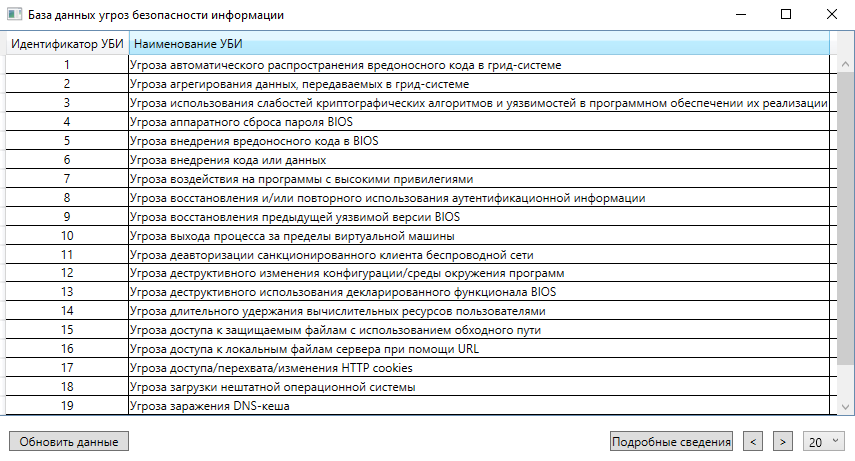 База данных угроз безопасности информации
Идентификатор УБИ Наименование УБИ
1 Угроза автоматического распространения вредоносного кода в грид-системе
2 Угроза агрегирования данных, передаваемых в грид-системе
3 Угроза использования слабостей криптографических алгоритмов и уязвимостей в программном обеспечении их реализации
4 Угроза аппаратного сброса пароля BIOS
5 Угроза внедрения вредоносного кода в BIOS
6 Угроза внедрения кода или данных
7 Угроза воздействия на программы с высокими привилегиями
8 Угроза восстановления и/или повторного использования аутентификационной информации
9 Угроза восстановления предыдущей уязвимой версии BIOS
10 Угроза выхода процесса за пределы виртуальной машины
11 Угроза деавторизации санкционированного клиента беспроводной сети
12 Угроза деструктивного изменения конфигурации/среды окружения программ
13 Угроза деструктивного использования декларированного функционала BIOS
14 Угроза длительного удержания вычислительных ресурсов пользователями
15 Угроза доступа к защищаемым файлам с использованием обходного пути
16 Угроза доступа к локальным файлам сервера при помощи URL
17 Угроза доступа/перехвата/изменения HTTP cookies
18 Угроза загрузки нештатной операционной системы
19 Угроза заражения DNS-кеша
Обновить данные Подробные сведения < > 20